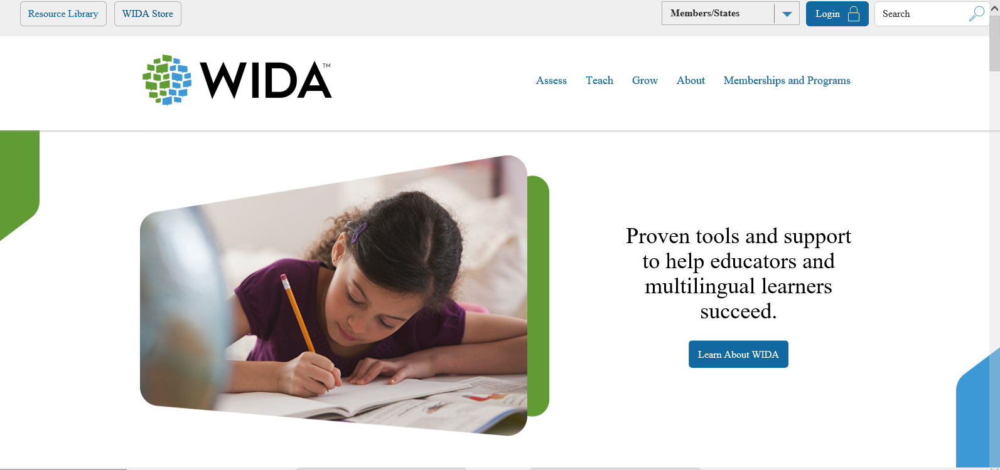 Resource Library
WIDA Store
Members/States
Login
Search
WIDA™
Assess
Teach
Grow
About
Memberships and Programs
Proven tools and support
to help educators and
multilingual learners
succeed.
Learn About WIDA